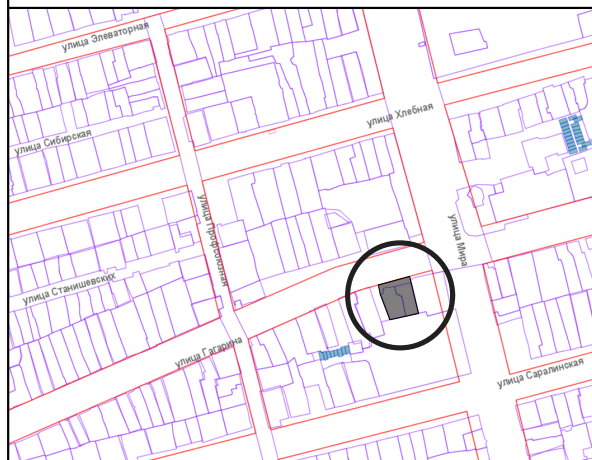 улица Элеваторная
улица Хлебная
улица Сибирская
улица Профсоюзная
улица Мира
улица Станишевских
улица Гагарина
улица Саралинская